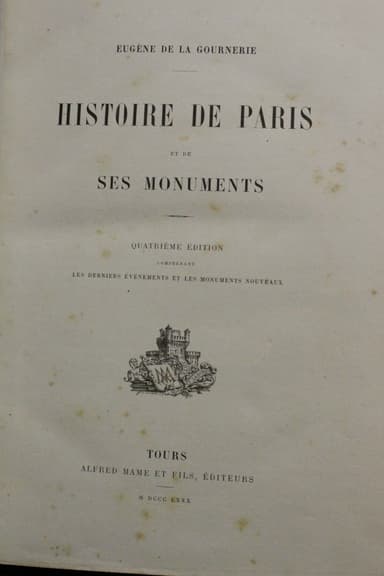 EUGÈNE DE LA GOURNERIE
HISTOIRE DE PARIS
ET DE
SES MONUMENTS
QUATRIÈME ÉDITION
COMPRENANT
LES DERNIERS ÉVÉNEMENTS ET LES MONUMENTS NOUVEAUX
TOURS
ALFRED MAME ET FILS, ÉDITEURS
M DCCC LXXX